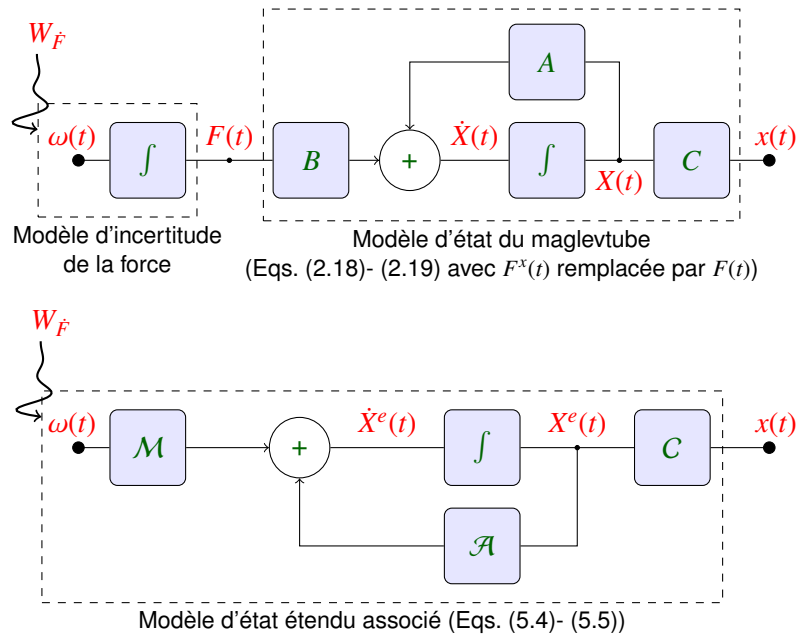 W_Ḟ
A
ω(t)
∫
F(t)
B
+
Ẋ(t)
∫
X(t)
C
x(t)
Modèle d'incertitude
de la force
Modèle d'état du maglevtube
(Eqs. (2.18)- (2.19) avec F^x(t) remplacée par F(t))
W_Ḟ
ω(t)
ℳ
+
Ẋ^e(t)
∫
X^e(t)
𝒞
x(t)
𝒜
Modèle d'état étendu associé (Eqs. (5.4)- (5.5))